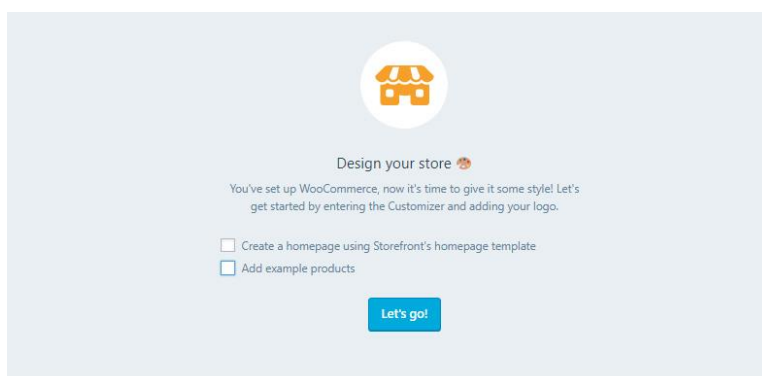 Design your store 🎨
You've set up WooCommerce, now it's time to give it some style! Let's
get started by entering the Customizer and adding your logo.
Create a homepage using Storefront's homepage template
Add example products
Let's go!